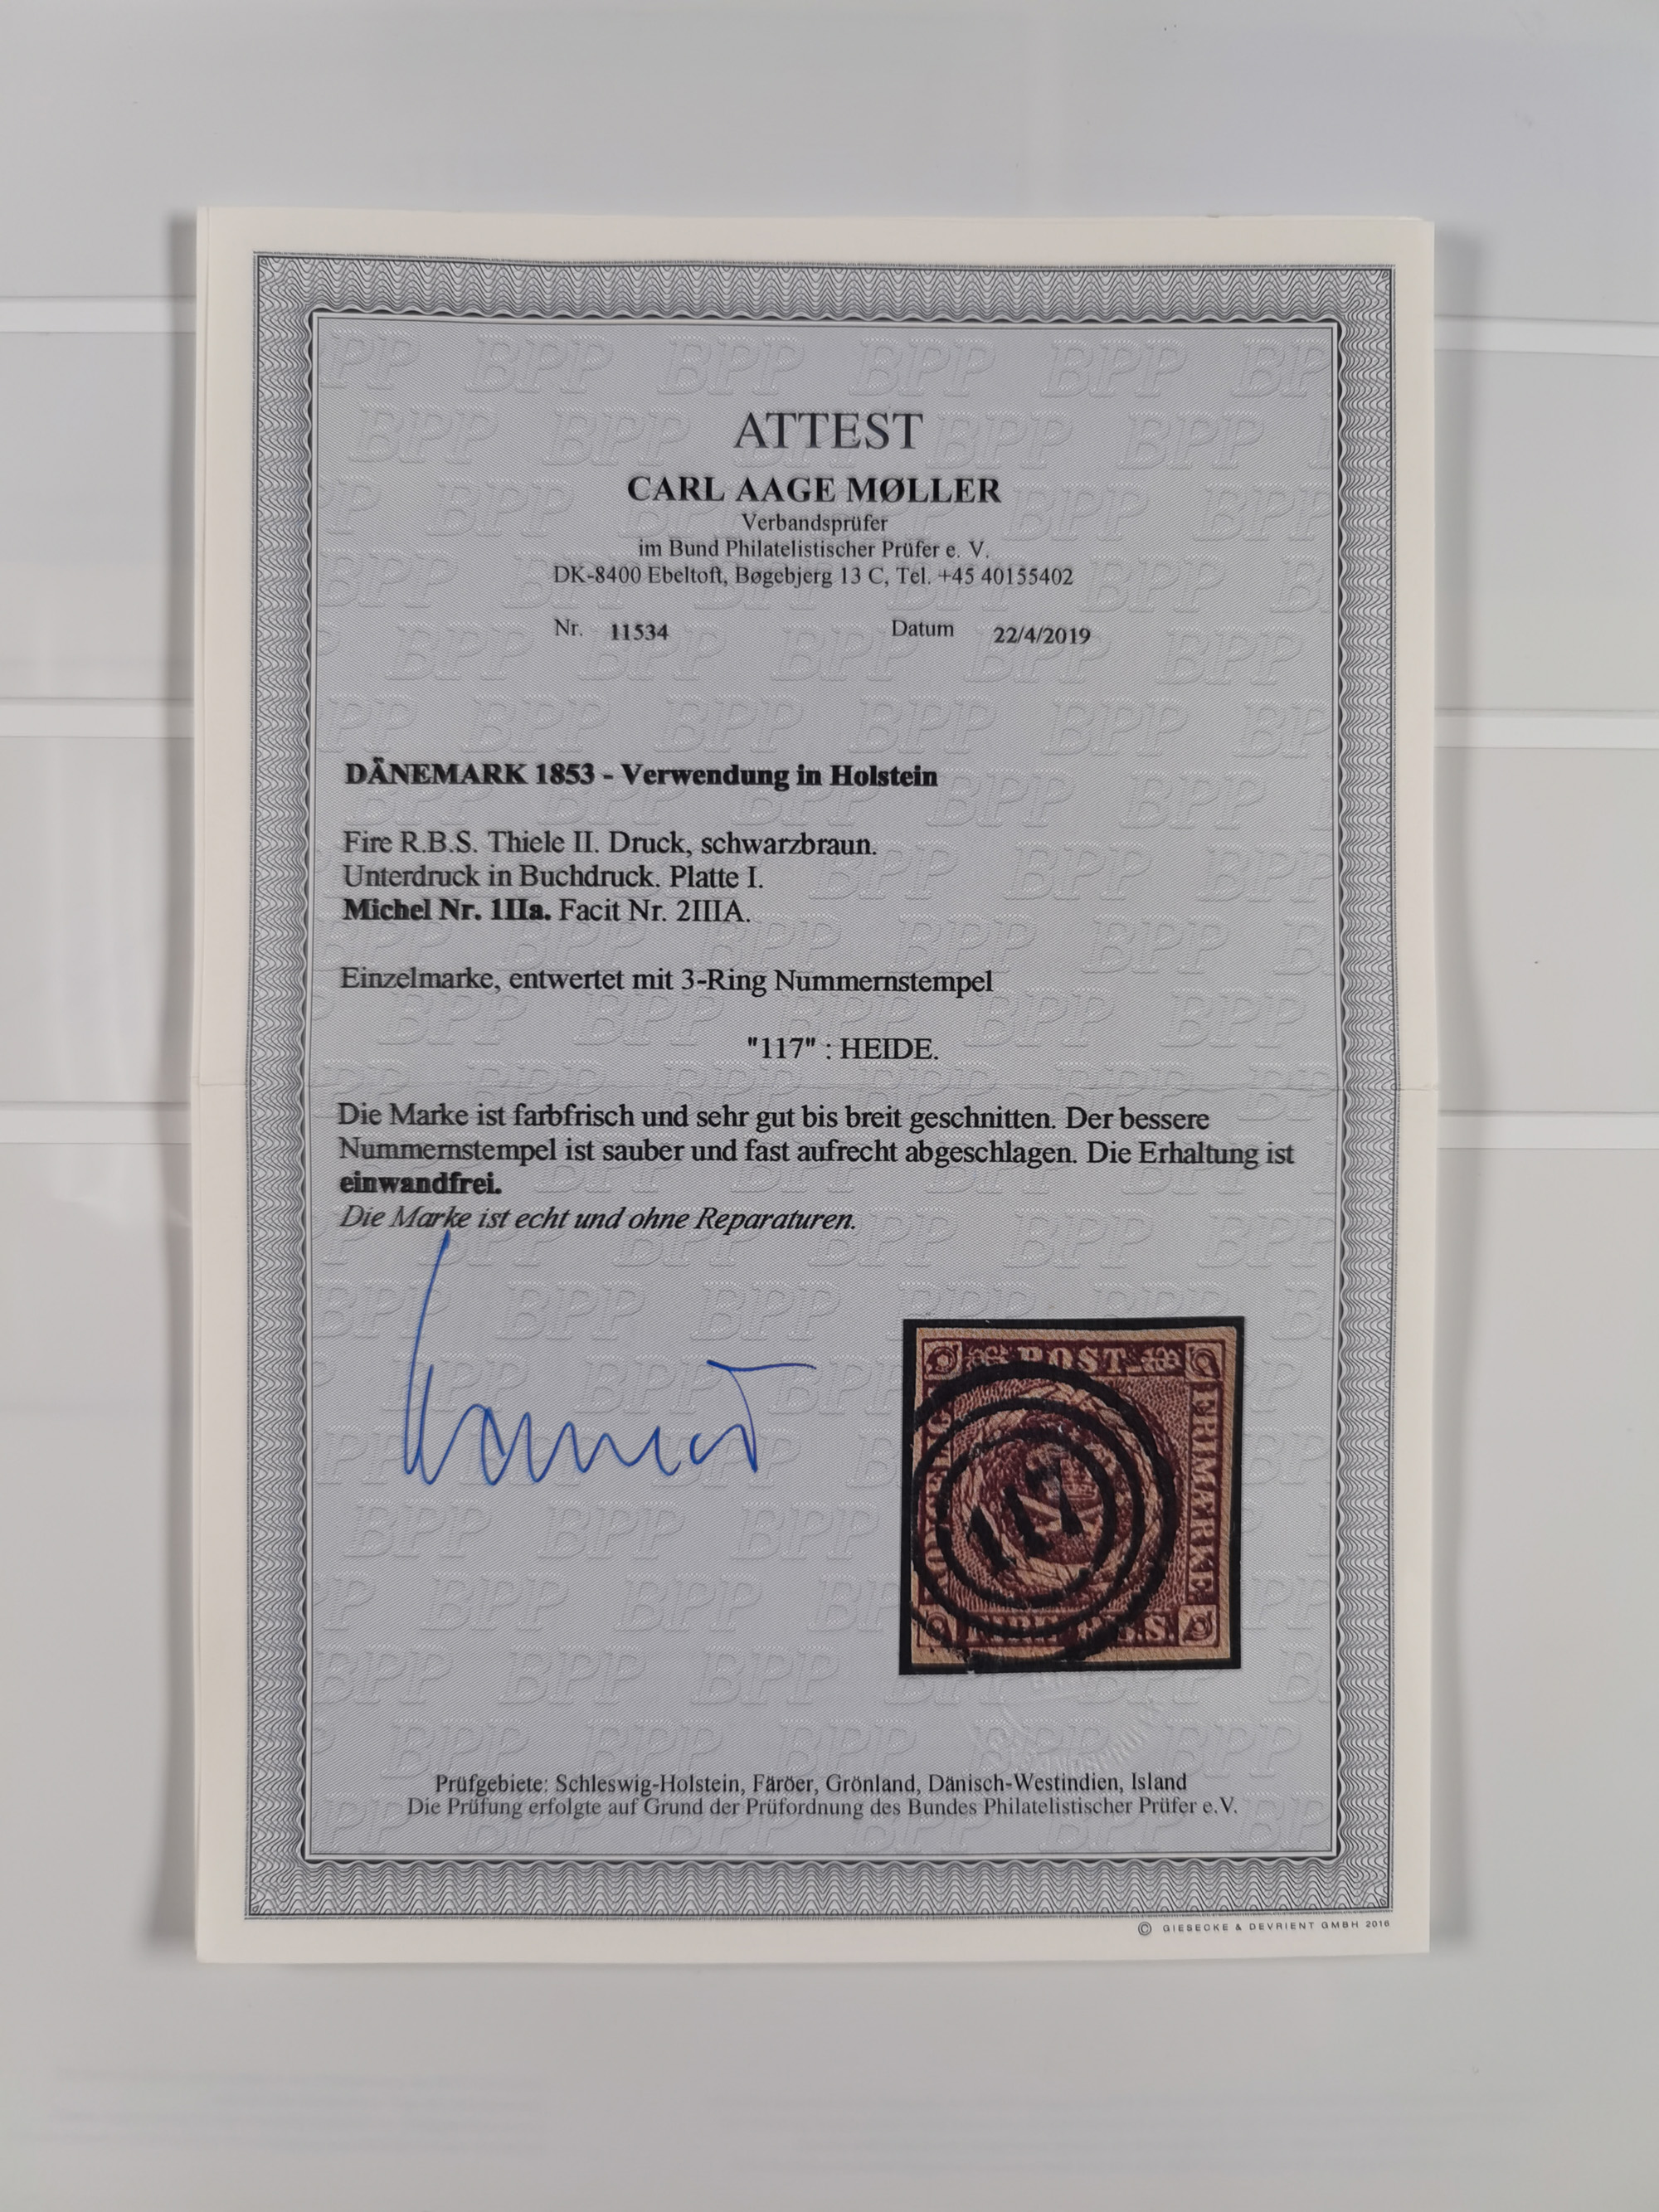 ATTEST
CARL AAGE MØLLER
Verbandsprüfer
im Bund Philatelistischer Prüfer e. V.
DK-8400 Ebeltoft, Bøgebjerg 13 C, Tel. +45 40155402
Nr. 11534 Datum 22/4/2019
DÄNEMARK 1853 - Verwendung in Holstein
Fire R.B.S. Thiele II. Druck, schwarzbraun.
Unterdruck in Buchdruck. Platte I.
Michel Nr. 1IIa. Facit Nr. 2IIIA.
Einzelmarke, entwertet mit 3-Ring Nummernstempel
"117" : HEIDE.
Die Marke ist farbfrisch und sehr gut bis breit geschnitten. Der bessere
Nummernstempel ist sauber und fast aufrecht abgeschlagen. Die Erhaltung ist
einwandfrei.
Die Marke ist echt und ohne Reparaturen.
POST
FRIMÆRKE
117
Prüfgebiete: Schleswig-Holstein, Färöer, Grönland, Dänisch-Westindien, Island
Die Prüfung erfolgte auf Grund der Prüfordnung des Bundes Philatelistischer Prüfer e.V.
© GIESECKE & DEVRIENT GMBH 2016